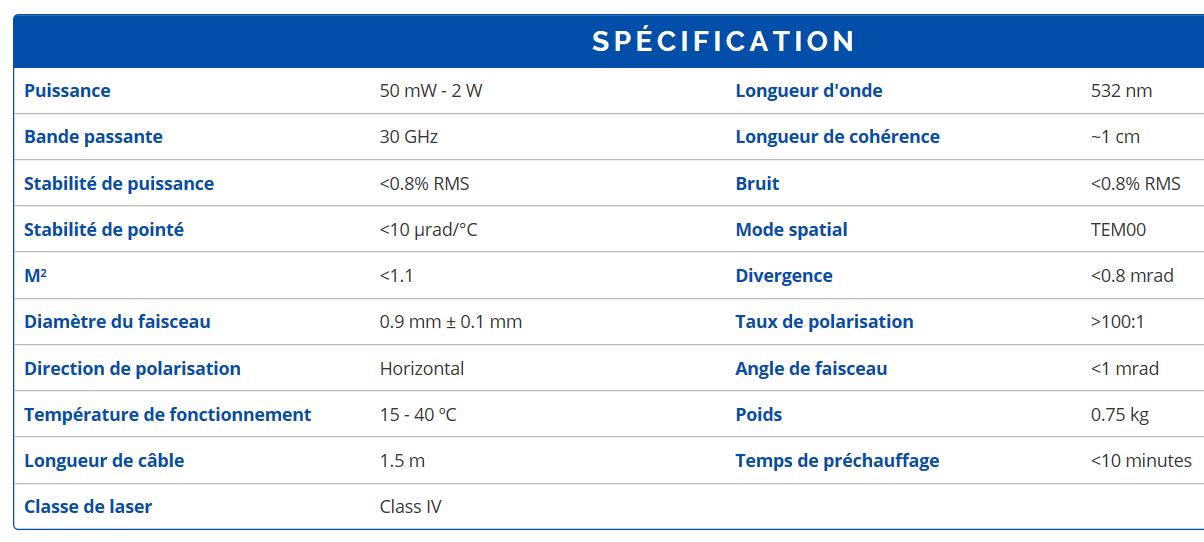 SPÉCIFICATION
Puissance 50 mW - 2 W Longueur d'onde 532 nm
Bande passante 30 GHz Longueur de cohérence ~1 cm
Stabilité de puissance <0.8% RMS Bruit <0.8% RMS
Stabilité de pointé <10 μrad/°C Mode spatial TEM00
M² <1.1 Divergence <0.8 mrad
Diamètre du faisceau 0.9 mm ± 0.1 mm Taux de polarisation >100:1
Direction de polarisation Horizontal Angle de faisceau <1 mrad
Température de fonctionnement 15 - 40 ºC Poids 0.75 kg
Longueur de câble 1.5 m Temps de préchauffage <10 minutes
Classe de laser Class IV